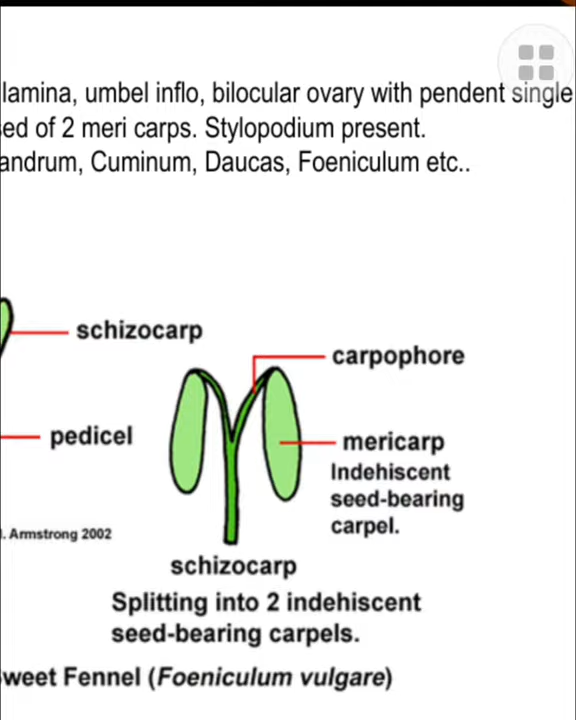 lamina, umbel inflo, bilocular ovary with pendent single
ed of 2 meri carps. Stylopodium present.
andrum, Cuminum, Daucas, Foeniculum etc..
schizocarp
carpophore
pedicel
mericarp
Indehiscent
seed-bearing
carpel.
. Armstrong 2002
schizocarp
Splitting into 2 indehiscent
seed-bearing carpels.
weet Fennel (Foeniculum vulgare)